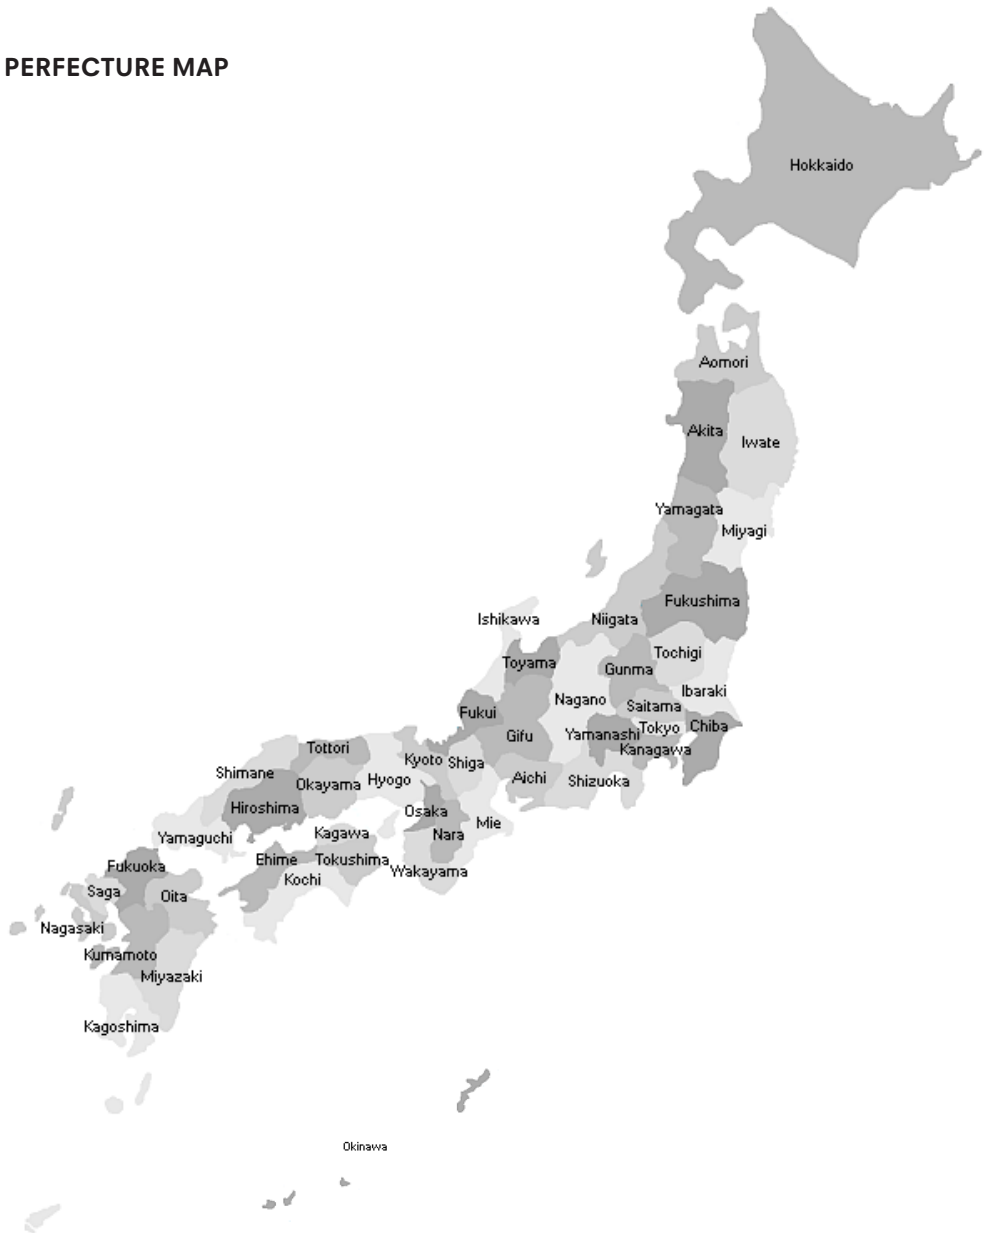 PERFECTURE MAP
Hokkaido
Aomori
Akita
Iwate
Yamagata
Miyagi
Fukushima
Ishikawa
Niigata
Tochigi
Toyama
Gunma
Ibaraki
Nagano
Saitama
Fukui
Tokyo
Chiba
Yamanashi
Gifu
Kanagawa
Tottori
Kyoto
Shiga
Shimane
Hyogo
Aichi
Shizuoka
Okayama
Hiroshima
Osaka
Mie
Kagawa
Nara
Yamaguchi
Ehime
Tokushima
Fukuoka
Wakayama
Kochi
Saga
Oita
Nagasaki
Kumamoto
Miyazaki
Kagoshima
Okinawa